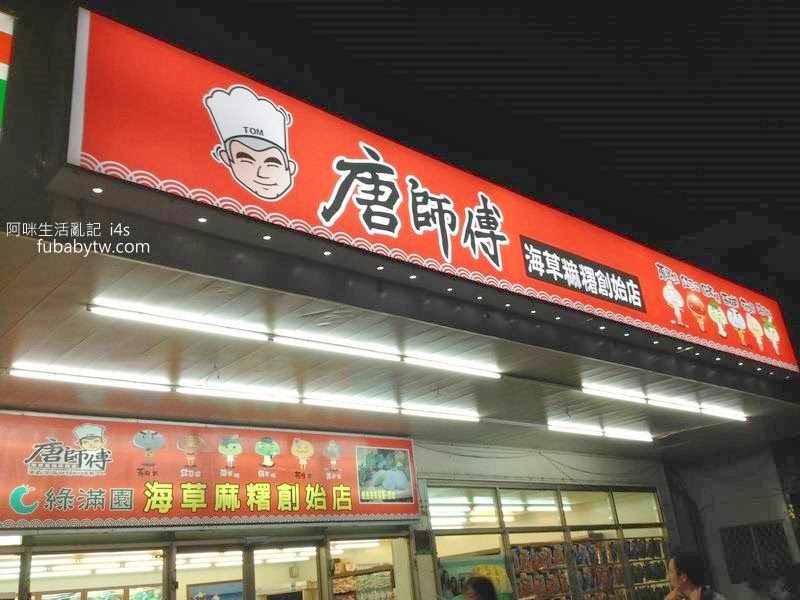 TOM
唐師傅
海草麻糬創始店
阿咪生活亂記 i4s
fubabytw.com
唐師傅
綠滿園 海草麻糬創始店